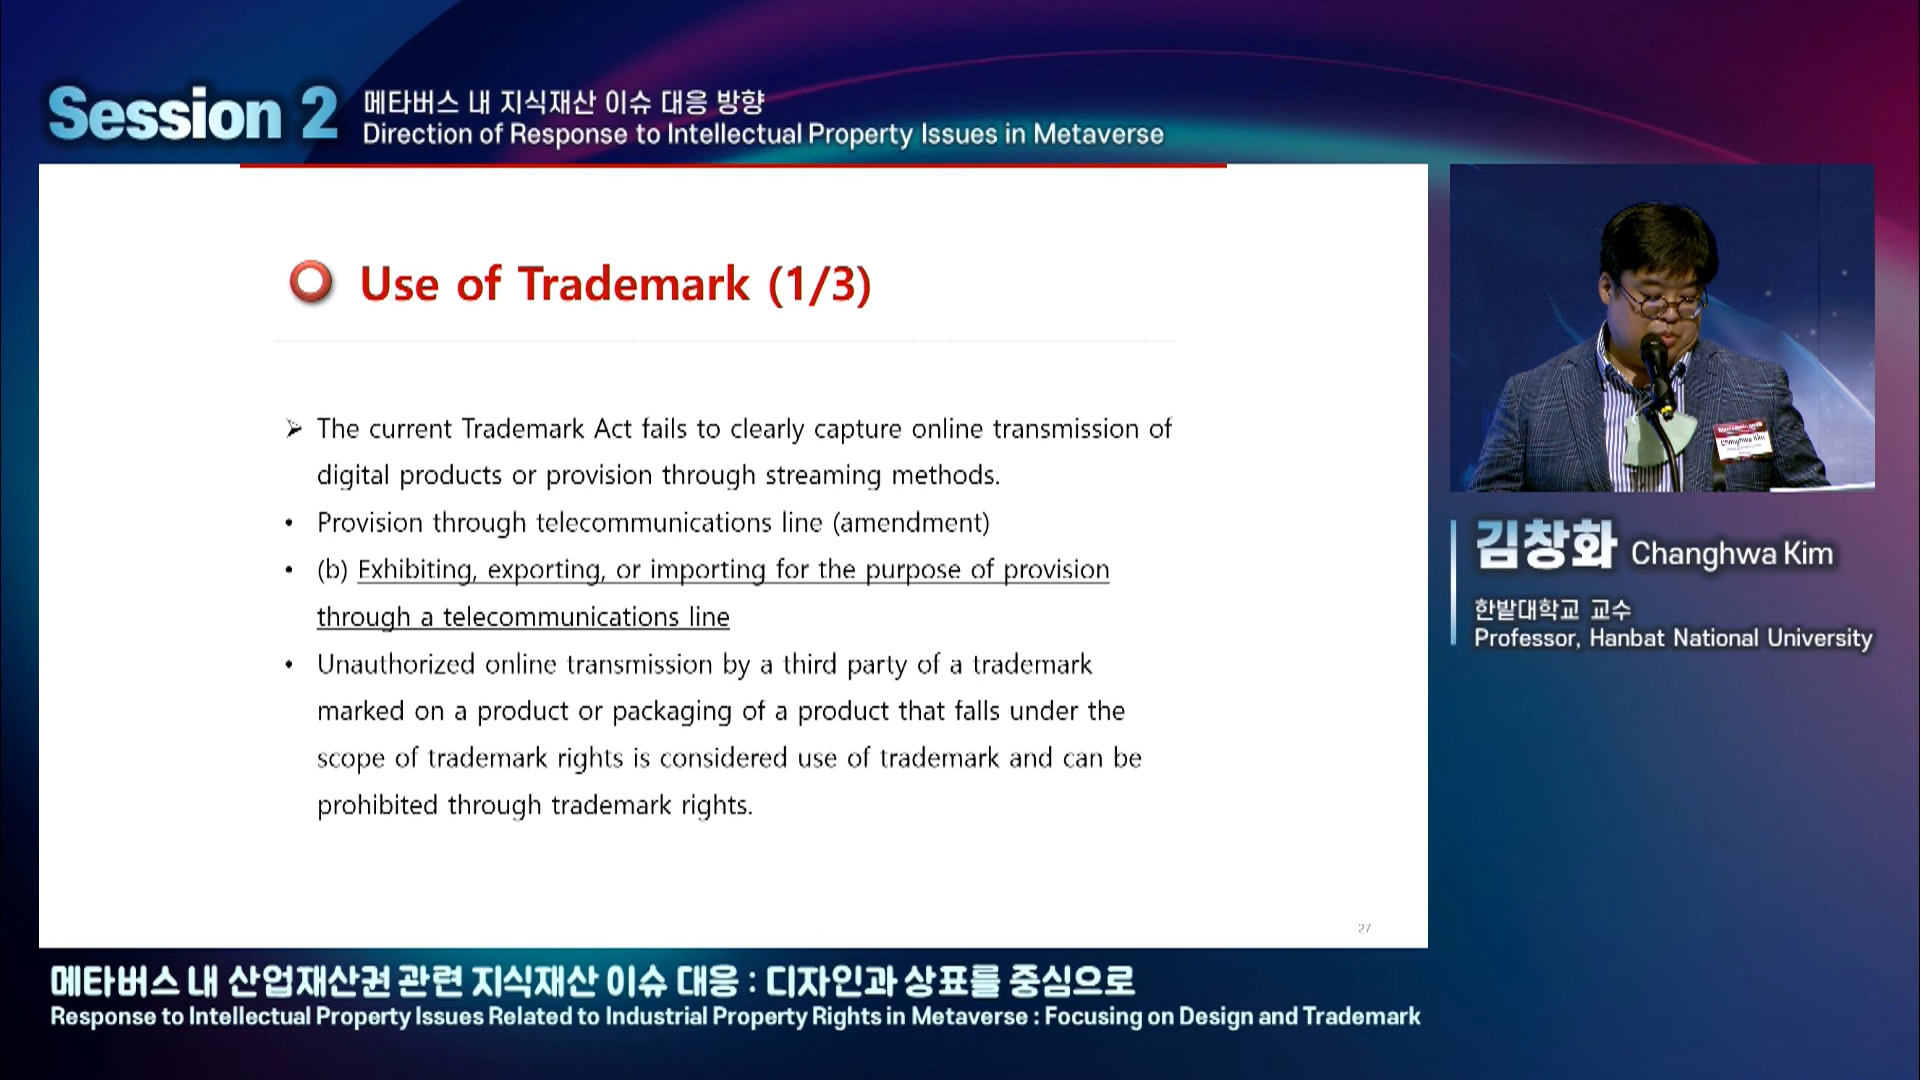 Session 2
메타버스 내 지식재산 이슈 대응 방향
Direction of Response to Intellectual Property Issues in Metaverse
Use of Trademark (1/3)
➢ The current Trademark Act fails to clearly capture online transmission of
digital products or provision through streaming methods.
• Provision through telecommunications line (amendment)
• (b) Exhibiting, exporting, or importing for the purpose of provision
through a telecommunications line
• Unauthorized online transmission by a third party of a trademark
marked on a product or packaging of a product that falls under the
scope of trademark rights is considered use of trademark and can be
prohibited through trademark rights.
27
Changhwa Kim
김창화 Changhwa Kim
한밭대학교 교수
Professor, Hanbat National University
메타버스 내 산업재산권 관련 지식재산 이슈 대응 : 디자인과 상표를 중심으로
Response to Intellectual Property Issues Related to Industrial Property Rights in Metaverse : Focusing on Design and Trademark